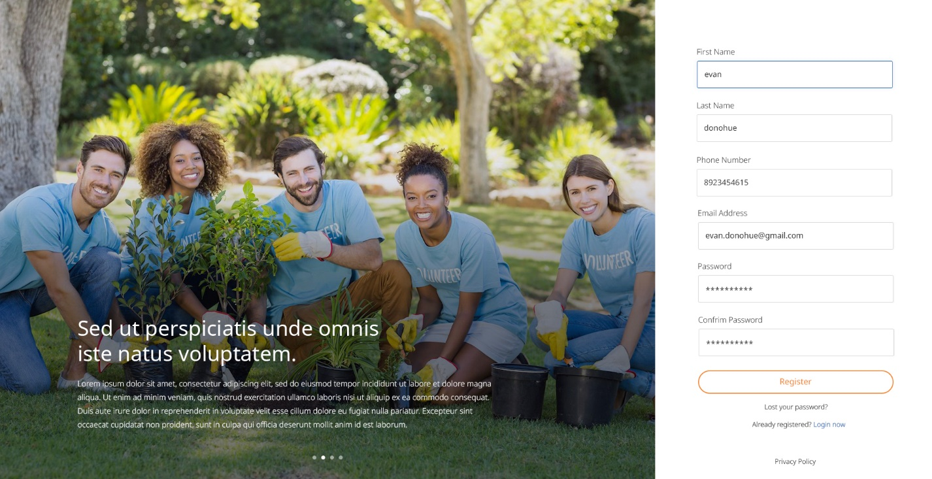 First Name
evan
Last Name
donohue
Phone Number
8923454615
Email Address
evan.donohue@gmail.com
Password
**********
Confrim Password
**********
Register
Lost your password?
Already registered? Login now
Privacy Policy
VOLUNTEER
VOLUNTEER
Sed ut perspiciatis unde omnis
iste natus voluptatem.
Lorem ipsum dolor sit amet, consectetur adipiscing elit, sed do eiusmod tempor incididunt ut labore et dolore magna
aliqua. Ut enim ad minim veniam, quis nostrud exercitation ullamco laboris nisi ut aliquip ex ea commodo consequat.
Duis aute irure dolor in reprehenderit in voluptate velit esse cillum dolore eu fugiat nulla pariatur. Excepteur sint
occaecat cupidatat non proident, sunt in culpa qui officia deserunt mollit anim id est laborum.